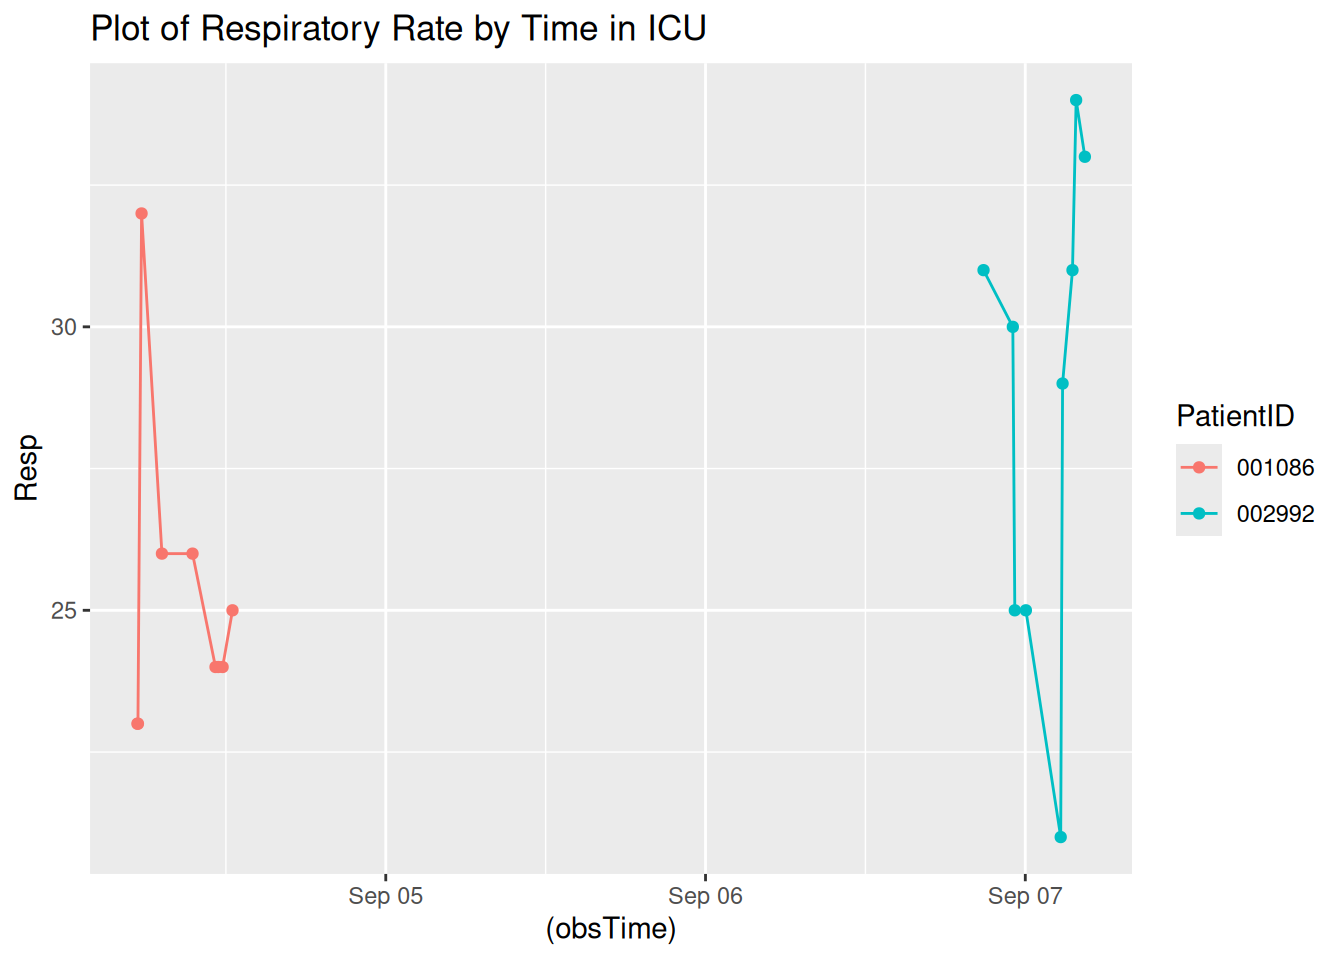 Plot of Respiratory Rate by Time in ICU
Resp
30
25
Sep 05
Sep 06
Sep 07
(obsTime)
PatientID
001086
002992